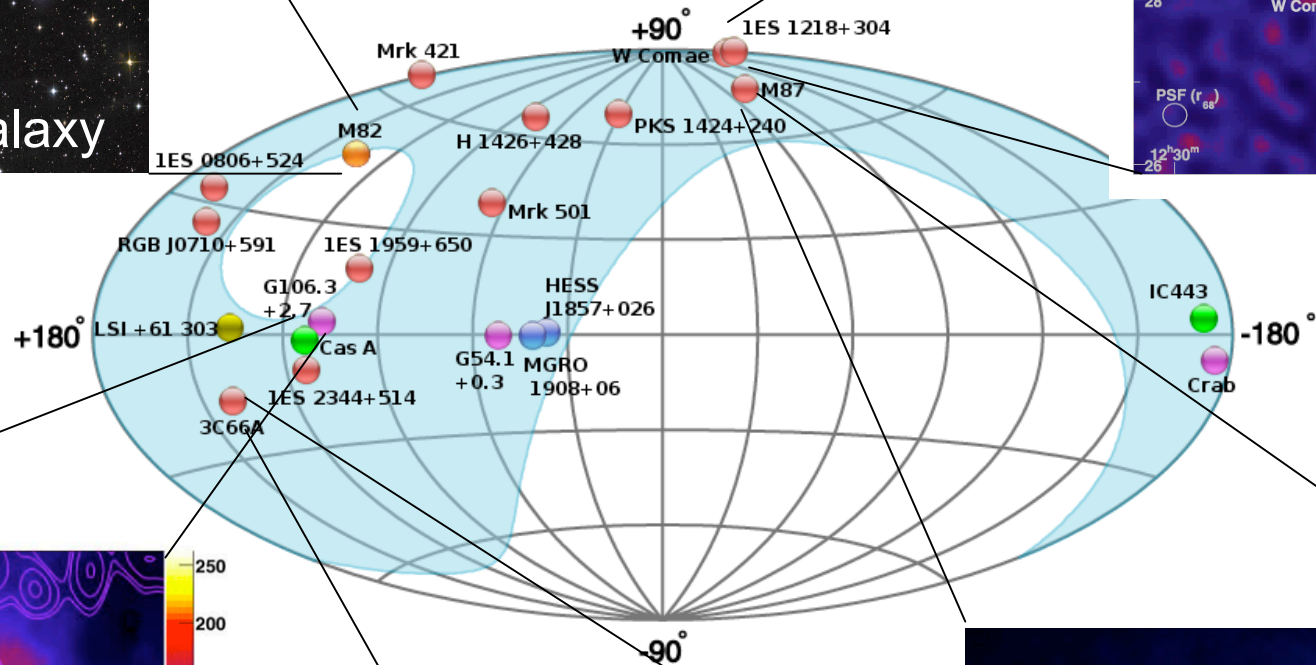 28
W Com
1ES 1218+304
+90°
Mrk 421
W Comae
M87
PSF (r68)
alaxy
M82
PKS 1424+240
H 1426+428
12h30m
26
1ES 0806+524
Mrk 501
RGB J0710+591
1ES 1959+650
G106.3
+2,7
HESS
J1857+026
IC443
+180°
LSI +61 303
-180°
Cas A
G54.1
+0.3
MGRO
1908+06
Crab
1ES 2344+514
3C66A
250
200
-90°